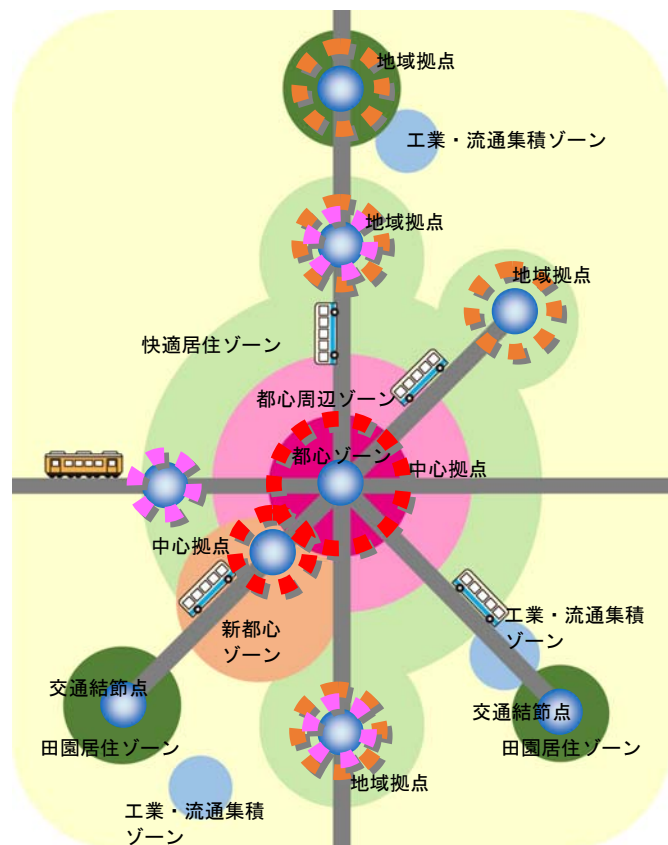 地域拠点
工業・流通集積ゾーン
地域拠点
地域拠点
快適居住ゾーン
都心周辺ゾーン
都心ゾーン
中心拠点
中心拠点
新都心
ゾーン
工業・流通集積
ゾーン
交通結節点
田園居住ゾーン
交通結節点
田園居住ゾーン
地域拠点
工業・流通集積
ゾーン